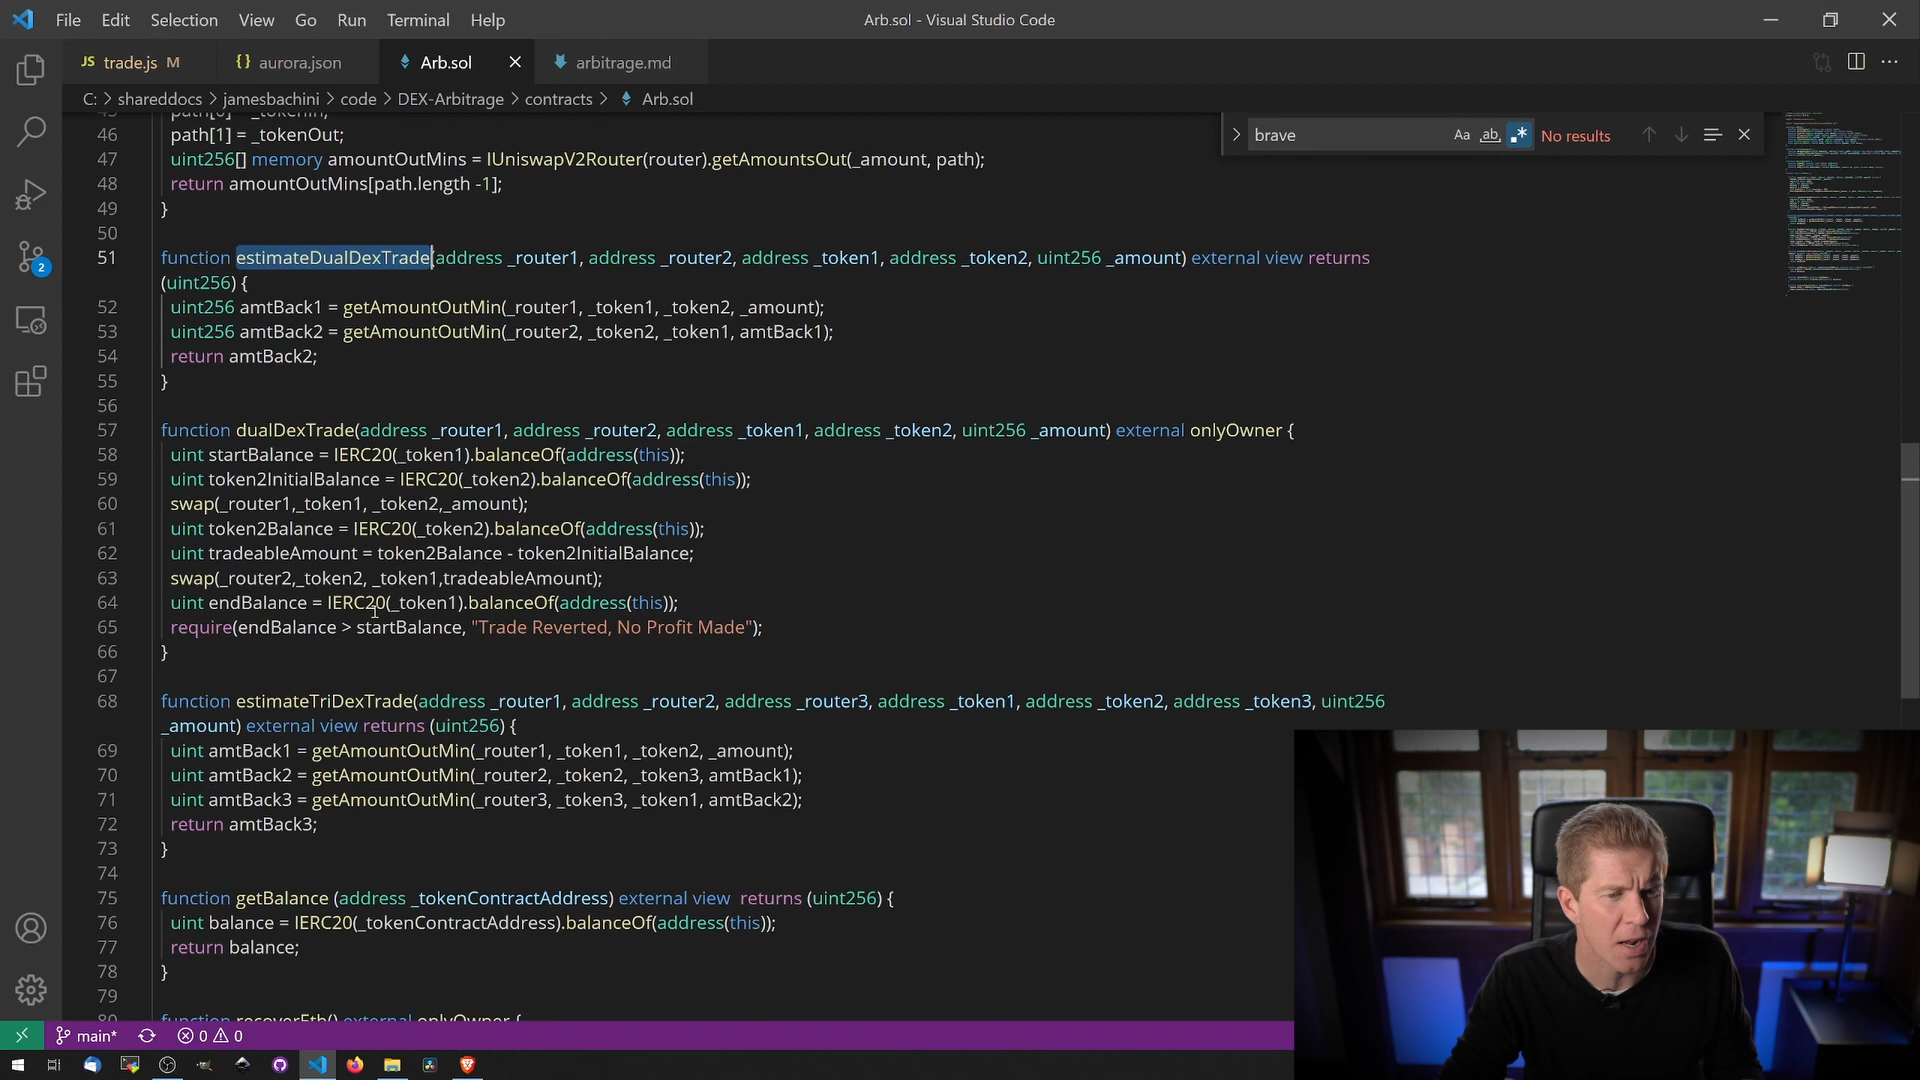 File Edit Selection View Go Run Terminal Help
Arb.sol - Visual Studio Code
JS trade.js M
{} aurora.json
Arb.sol
arbitrage.md
C: > shareddocs > jamesbachini > code > DEX-Arbitrage > contracts > Arb.sol
brave
Aa ab .* No results
46 path[1] = _tokenOut;
47 uint256[] memory amountOutMins = IUniswapV2Router(router).getAmountsOut(_amount, path);
48 return amountOutMins[path.length -1];
49 }
50
51 function estimateDualDexTrade(address _router1, address _router2, address _token1, address _token2, uint256 _amount) external view returns
(uint256) {
52 uint256 amtBack1 = getAmountOutMin(_router1, _token1, _token2, _amount);
53 uint256 amtBack2 = getAmountOutMin(_router2, _token2, _token1, amtBack1);
54 return amtBack2;
55 }
56
57 function dualDexTrade(address _router1, address _router2, address _token1, address _token2, uint256 _amount) external onlyOwner {
58 uint startBalance = IERC20(_token1).balanceOf(address(this));
59 uint token2InitialBalance = IERC20(_token2).balanceOf(address(this));
60 swap(_router1,_token1, _token2,_amount);
61 uint token2Balance = IERC20(_token2).balanceOf(address(this));
62 uint tradeableAmount = token2Balance - token2InitialBalance;
63 swap(_router2,_token2, _token1,tradeableAmount);
64 uint endBalance = IERC20(_token1).balanceOf(address(this));
65 require(endBalance > startBalance, "Trade Reverted, No Profit Made");
66 }
67
68 function estimateTriDexTrade(address _router1, address _router2, address _router3, address _token1, address _token2, address _token3, uint256
_amount) external view returns (uint256) {
69 uint amtBack1 = getAmountOutMin(_router1, _token1, _token2, _amount);
70 uint amtBack2 = getAmountOutMin(_router2, _token2, _token3, amtBack1);
71 uint amtBack3 = getAmountOutMin(_router3, _token3, _token1, amtBack2);
72 return amtBack3;
73 }
74
75 function getBalance (address _tokenContractAddress) external view  returns (uint256) {
76 uint balance = IERC20(_tokenContractAddress).balanceOf(address(this));
77 return balance;
78 }
79
80 function recoverEth() external onlyOwner {
2
main* 0 0